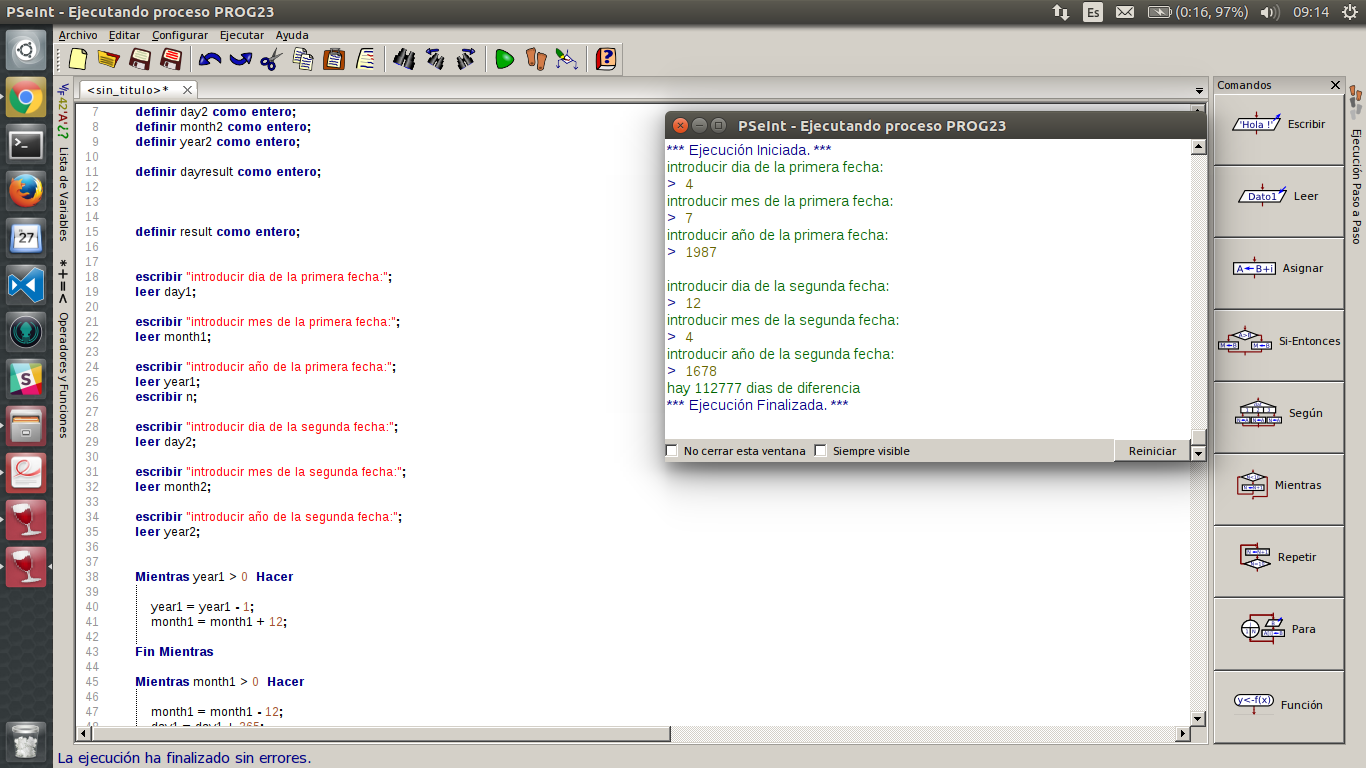 PSeInt - Ejecutando proceso PROG23
Es
(0:16, 97%)
09:14
Archivo Editar Configurar Ejecutar Ayuda
<sin_titulo>*
Lista de Variables
* + = <
Operadores y Funciones
27
7 definir day2 como entero;
8 definir month2 como entero;
9 definir year2 como entero;
10
11 definir dayresult como entero;
12
13
14
15 definir result como entero;
16
17
18 escribir "introducir dia de la primera fecha:";
19 leer day1;
20
21 escribir "introducir mes de la primera fecha:";
22 leer month1;
23
24 escribir "introducir año de la primera fecha:";
25 leer year1;
26 escribir n;
27
28 escribir "introducir dia de la segunda fecha:";
29 leer day2;
30
31 escribir "introducir mes de la segunda fecha:";
32 leer month2;
33
34 escribir "introducir año de la segunda fecha:";
35 leer year2;
36
37
38 Mientras year1 > 0 Hacer
39
40 year1 = year1 - 1;
41 month1 = month1 + 12;
42
43 Fin Mientras
44
45 Mientras month1 > 0 Hacer
46
47 month1 = month1 - 12;
48 day1 = day1 + 365;
PSeInt - Ejecutando proceso PROG23
*** Ejecución Iniciada. ***
introducir dia de la primera fecha:
> 4
introducir mes de la primera fecha:
> 7
introducir año de la primera fecha:
> 1987
introducir dia de la segunda fecha:
> 12
introducir mes de la segunda fecha:
> 4
introducir año de la segunda fecha:
> 1678
hay 112777 dias de diferencia
*** Ejecución Finalizada. ***
No cerrar esta ventana
Siempre visible
Reiniciar
Comandos
'Hola !' Escribir
Dato1 Leer
A←B+i Asignar
Si-Entonces
Según
Mientras
Repetir
Para
y<-f(x) Función
Ejecución Paso a Paso
La ejecución ha finalizado sin errores.